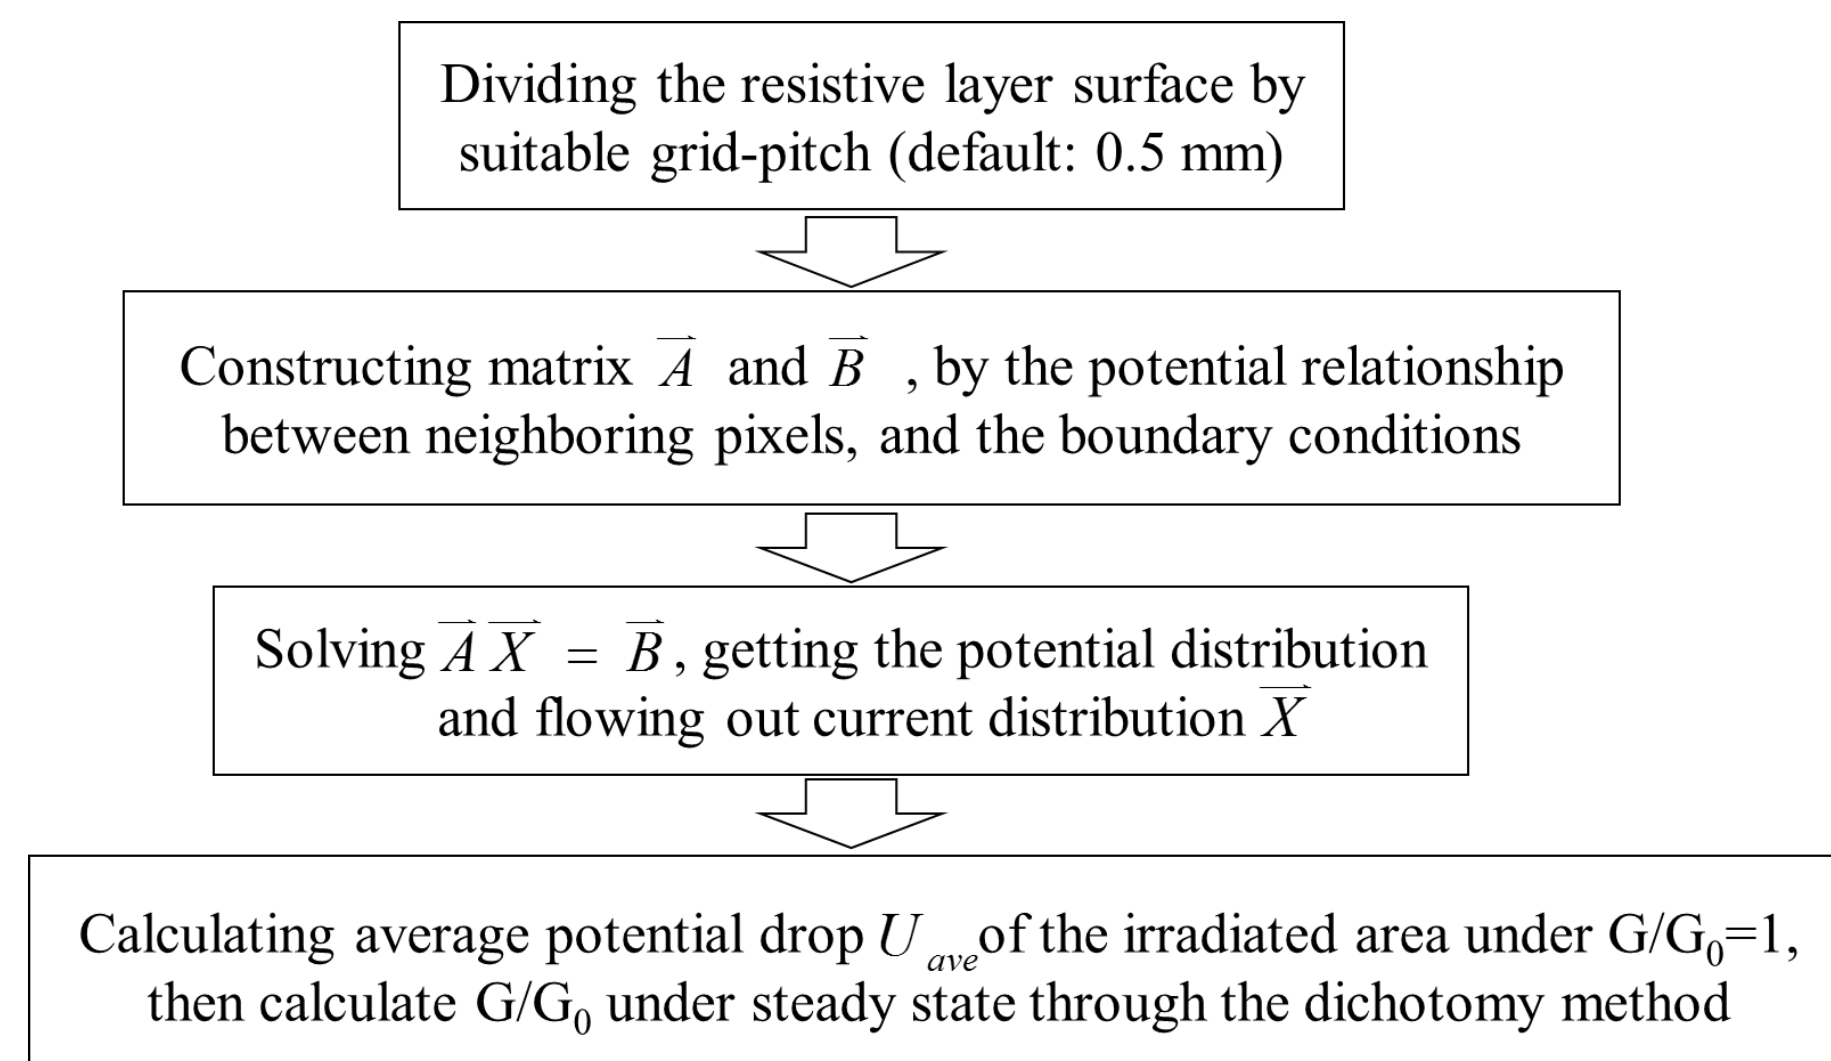 Dividing the resistive layer surface by
suitable grid-pitch (default: 0.5 mm)
Constructing matrix A⃗ and B⃗ , by the potential relationship
between neighboring pixels, and the boundary conditions
Solving A⃗ X⃗ = B⃗, getting the potential distribution
and flowing out current distribution X⃗
Calculating average potential drop U_ave of the irradiated area under G/G₀=1,
then calculate G/G₀ under steady state through the dichotomy method